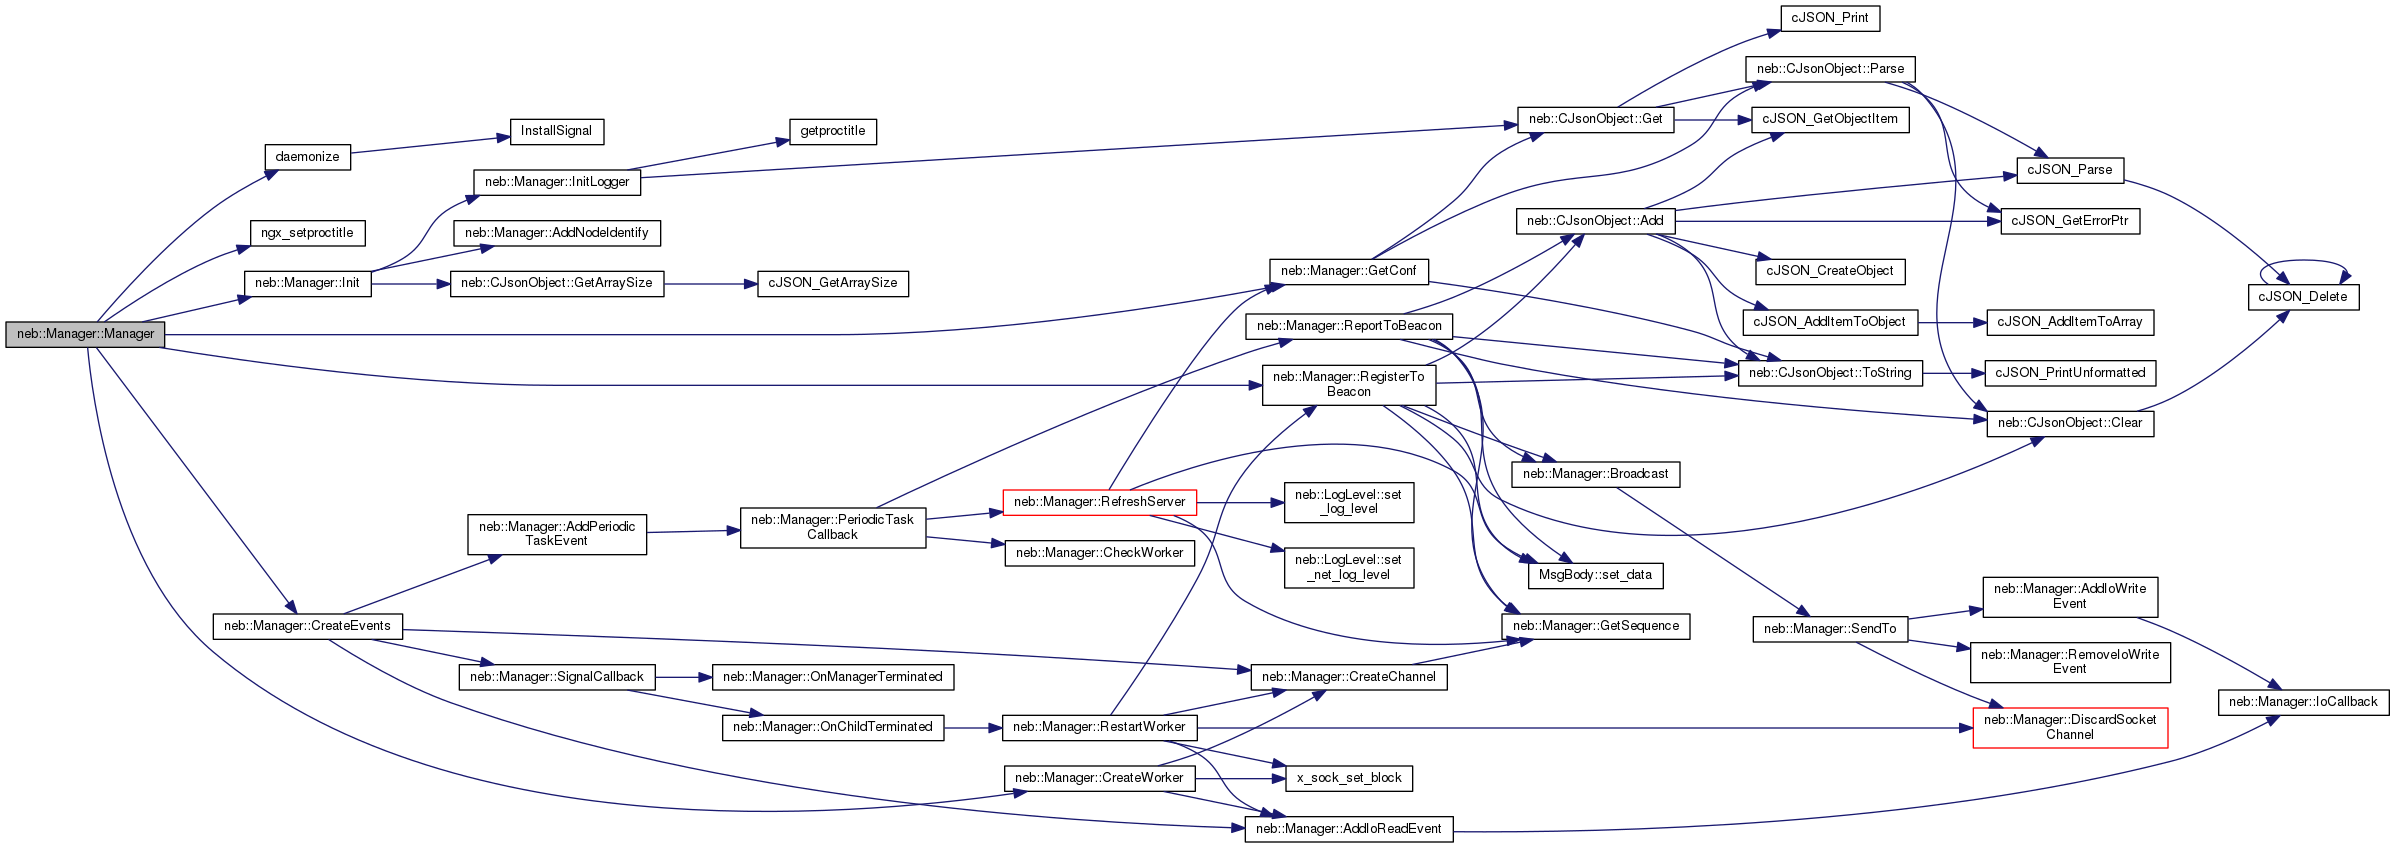 neb::Manager::Manager
daemonize
ngx_setproctitle
neb::Manager::Init
neb::Manager::CreateEvents
InstallSignal
neb::Manager::InitLogger
neb::Manager::AddNodeIdentify
neb::CJsonObject::GetArraySize
neb::Manager::AddPeriodic
TaskEvent
neb::Manager::SignalCallback
getproctitle
cJSON_GetArraySize
neb::Manager::PeriodicTask
Callback
neb::Manager::OnManagerTerminated
neb::Manager::OnChildTerminated
neb::Manager::RefreshServer
neb::Manager::CheckWorker
neb::Manager::RestartWorker
neb::Manager::CreateWorker
neb::Manager::GetConf
neb::Manager::ReportToBeacon
neb::Manager::RegisterTo
Beacon
neb::LogLevel::set
_log_level
neb::LogLevel::set
_net_log_level
neb::Manager::CreateChannel
x_sock_set_block
neb::Manager::AddIoReadEvent
neb::CJsonObject::Get
neb::CJsonObject::Add
neb::Manager::Broadcast
MsgBody::set_data
neb::Manager::GetSequence
cJSON_Print
neb::CJsonObject::Parse
cJSON_GetObjectItem
cJSON_CreateObject
cJSON_AddItemToObject
neb::CJsonObject::ToString
neb::Manager::SendTo
cJSON_Parse
cJSON_GetErrorPtr
cJSON_AddItemToArray
cJSON_PrintUnformatted
neb::CJsonObject::Clear
neb::Manager::AddIoWrite
Event
neb::Manager::RemoveIoWrite
Event
neb::Manager::DiscardSocket
Channel
cJSON_Delete
neb::Manager::IoCallback